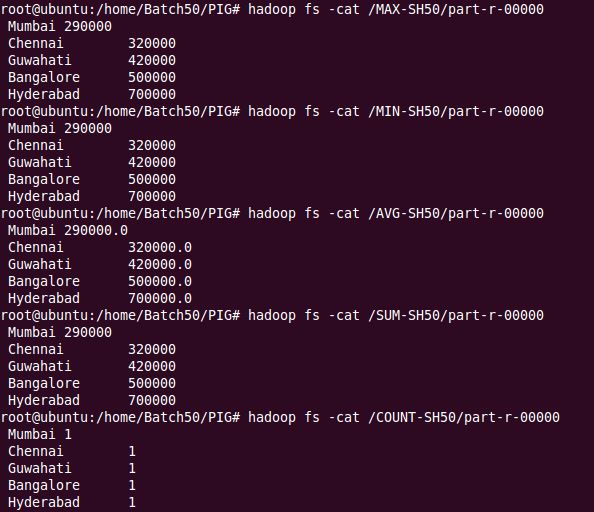 root@ubuntu:/home/Batch50/PIG# hadoop fs -cat /MAX-SH50/part-r-00000
Mumbai 290000
Chennai 320000
Guwahati 420000
Bangalore 500000
Hyderabad 700000
root@ubuntu:/home/Batch50/PIG# hadoop fs -cat /MIN-SH50/part-r-00000
Mumbai 290000
Chennai 320000
Guwahati 420000
Bangalore 500000
Hyderabad 700000
root@ubuntu:/home/Batch50/PIG# hadoop fs -cat /AVG-SH50/part-r-00000
Mumbai 290000.0
Chennai 320000.0
Guwahati 420000.0
Bangalore 500000.0
Hyderabad 700000.0
root@ubuntu:/home/Batch50/PIG# hadoop fs -cat /SUM-SH50/part-r-00000
Mumbai 290000
Chennai 320000
Guwahati 420000
Bangalore 500000
Hyderabad 700000
root@ubuntu:/home/Batch50/PIG# hadoop fs -cat /COUNT-SH50/part-r-00000
Mumbai 1
Chennai 1
Guwahati 1
Bangalore 1
Hyderabad 1